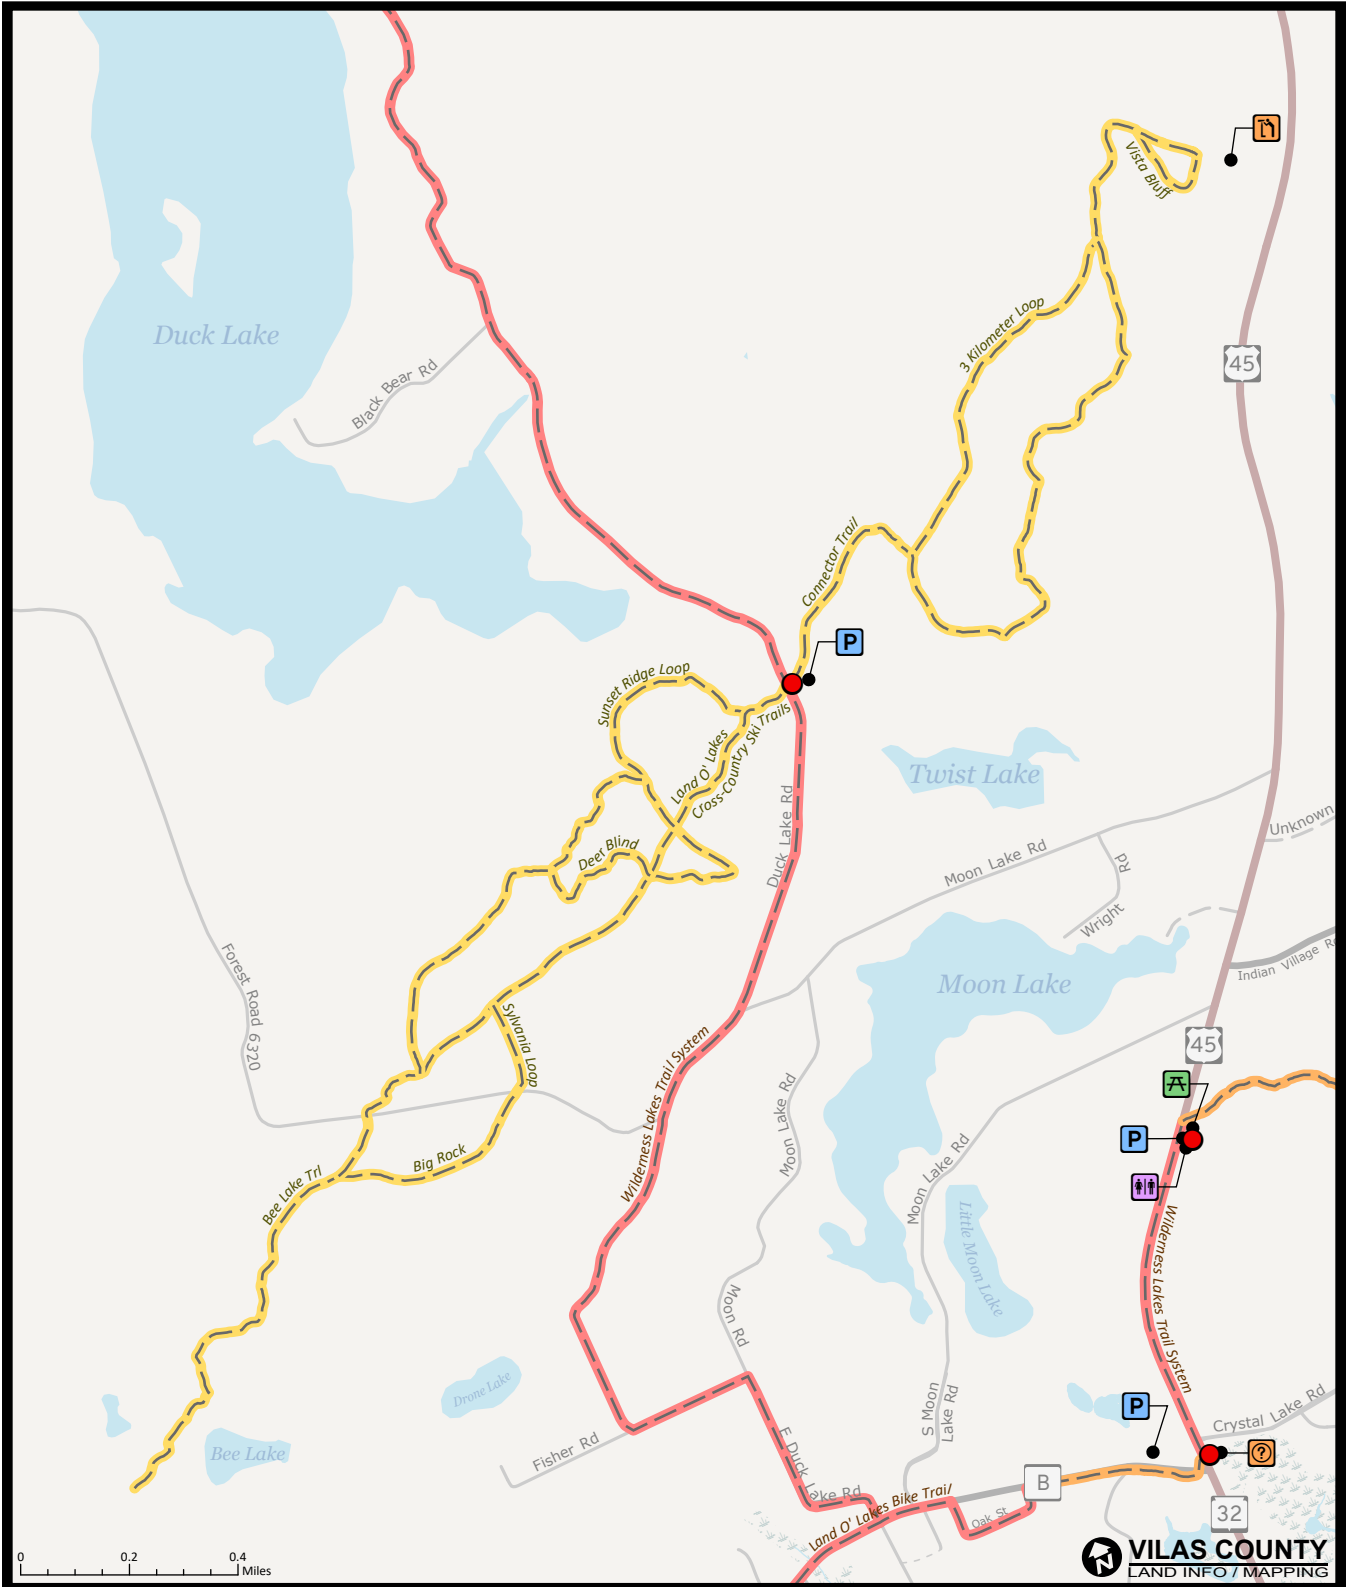 Vista Bluff
Duck Lake
3 Kilometer Loop
45
Black Bear Rd
Connector Trail
P
Sunset Ridge Loop
Land O' Lakes
Cross-Country Ski Trails
Twist Lake
Duck Lake Rd
Unknown
Deer Blind
Moon Lake Rd
Wright Rd
Indian Village R
Forest Road 6320
Moon Lake
Sylvania Loop
45
Wilderness Lakes Trail System
Moon Lake Rd
P
Moon Lake Rd
Big Rock
Bee Lake Trl
Little Moon Lake
Wilderness Lakes Trail System
Moon Rd
Drone Lake
P
S Moon
Lake Rd
Crystal Lake Rd
Bee Lake
Fisher Rd
E Duck Lake Rd
?
B
Land O' Lakes Bike Trail
Oak St
32
N
VILAS COUNTY
LAND INFO / MAPPING
0 0.2 0.4
Miles